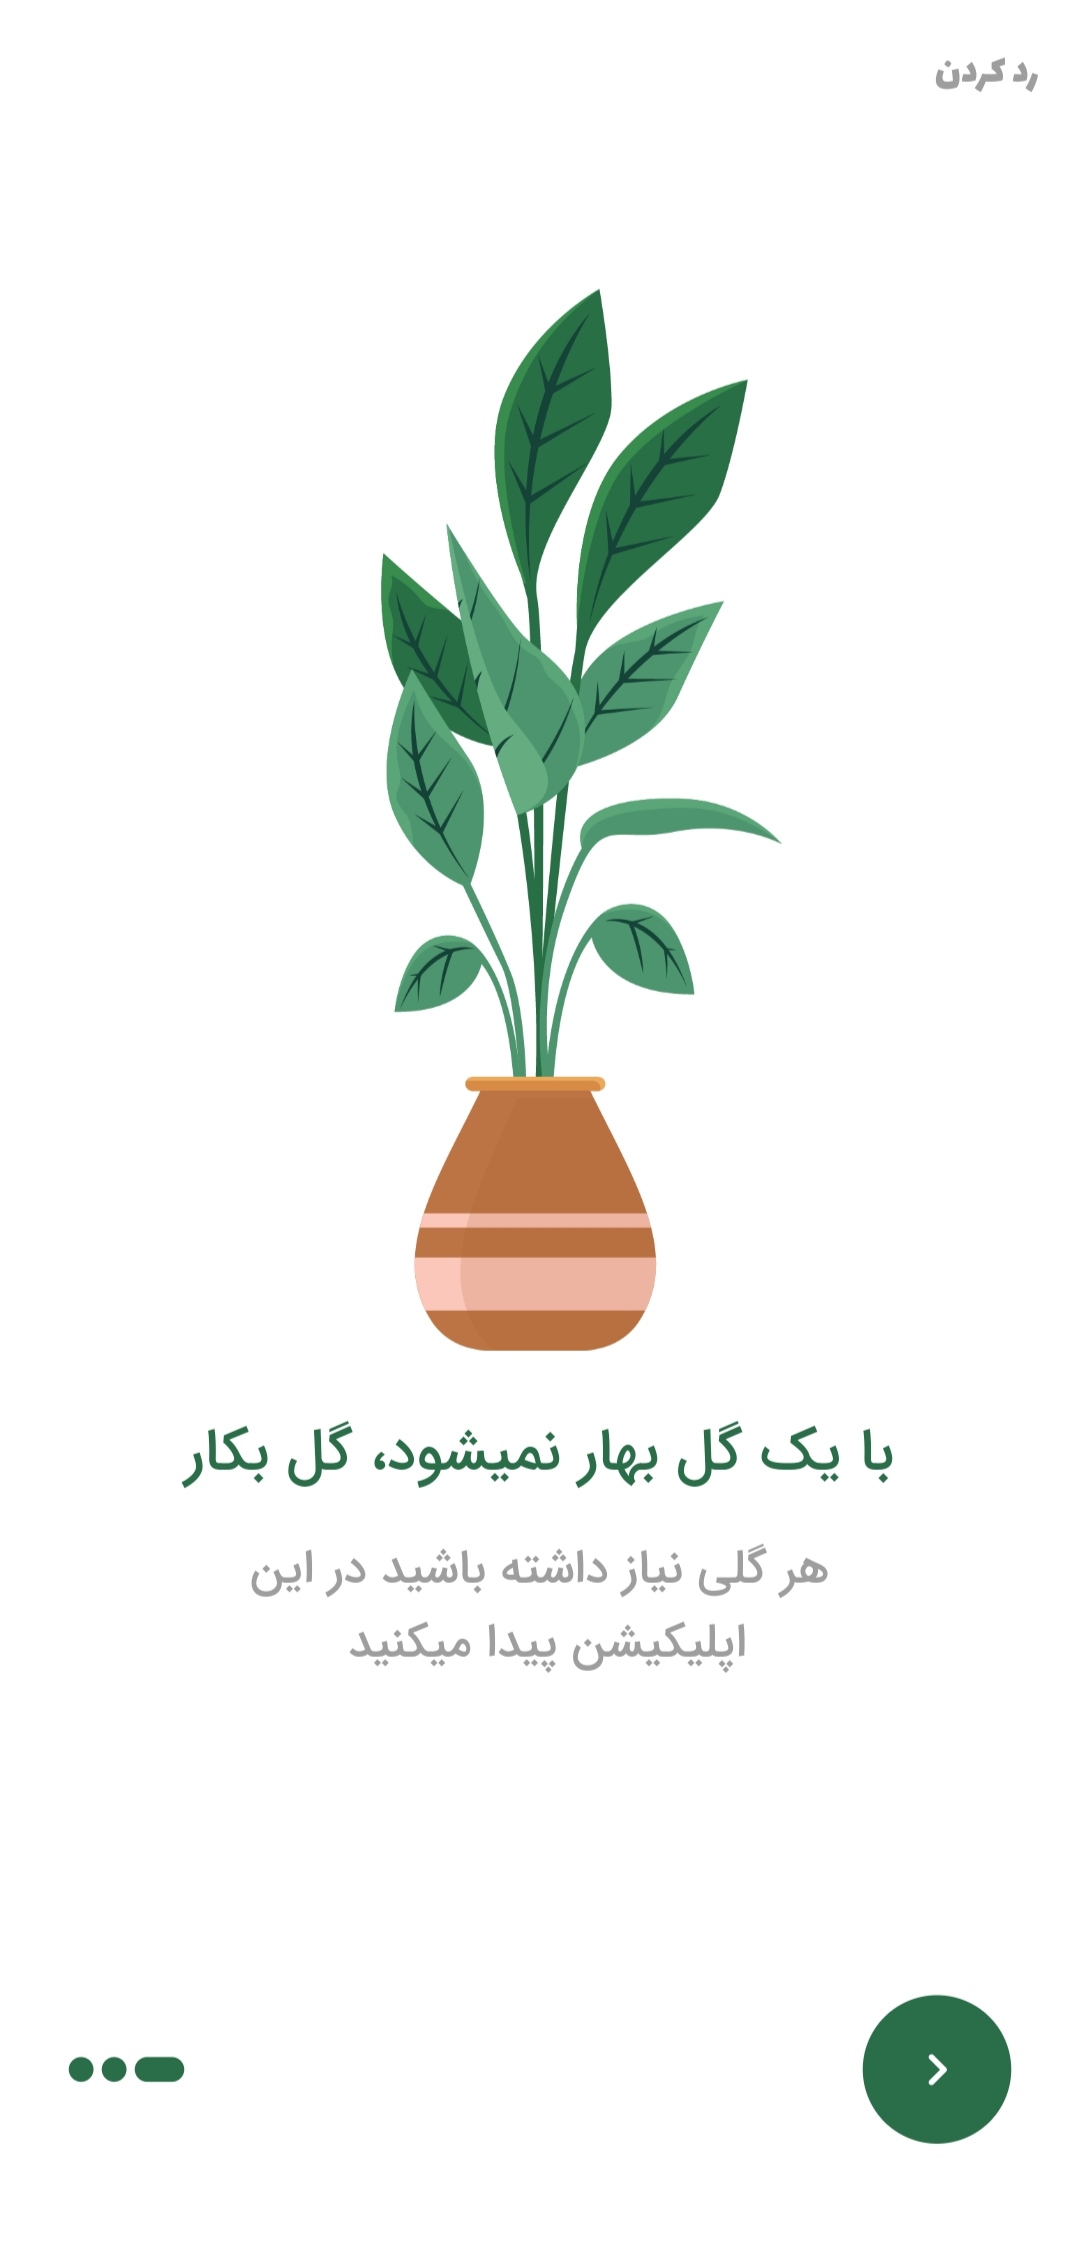 رد کردن
با یک گل بهار نمیشود، گل بکار
هر گلی نیاز داشته باشید در این
اپلیکیشن پیدا میکنید